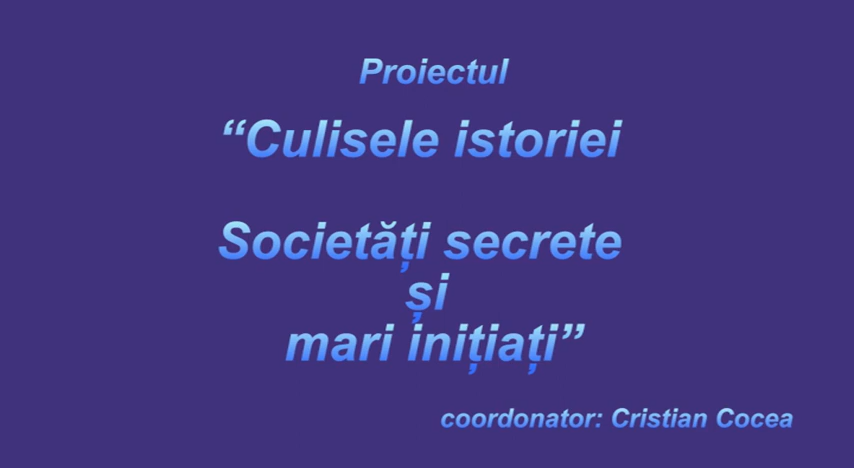 Proiectul
“Culisele istoriei
Societăți secrete
și
mari inițiați”
coordonator: Cristian Cocea